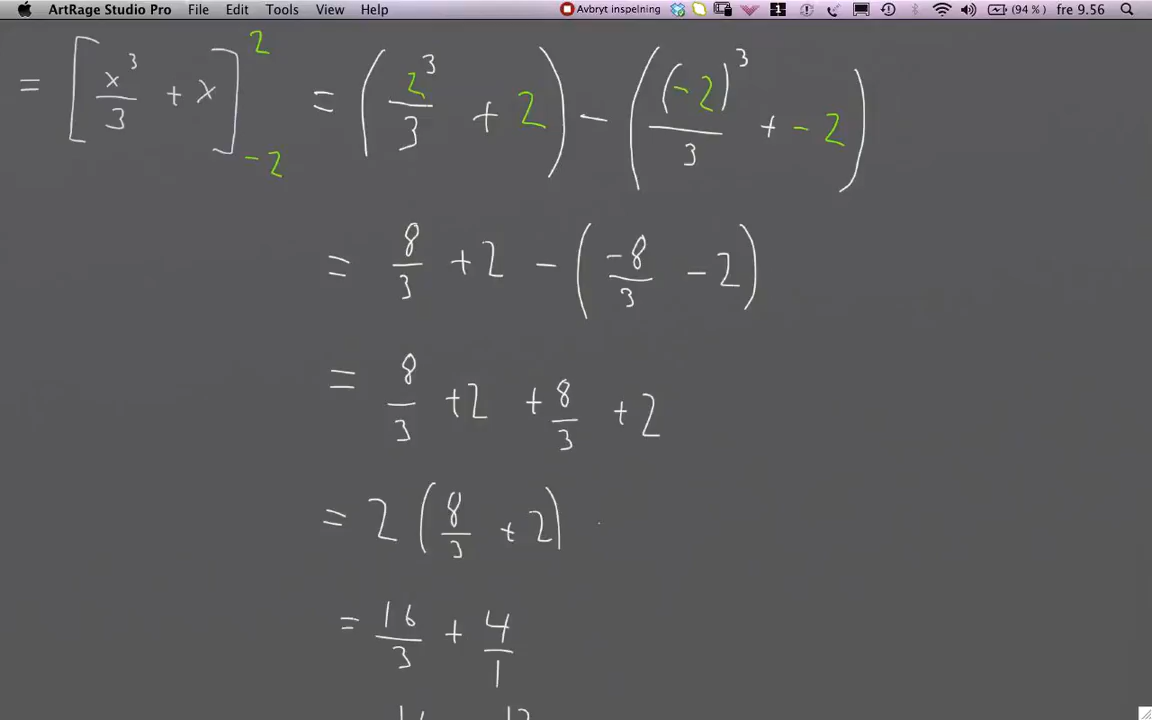 ArtRage Studio Pro File Edit Tools View Help Avbryt inspelning 1 (94 %) fre 9.56
= [x³/3 + x]₋₂² = (2³/3 + 2) - ((-2)³/3 + -2)
= 8/3 + 2 - (-8/3 - 2)
= 8/3 + 2 + 8/3 + 2
= 2 (8/3 + 2)
= 16/3 + 4/1